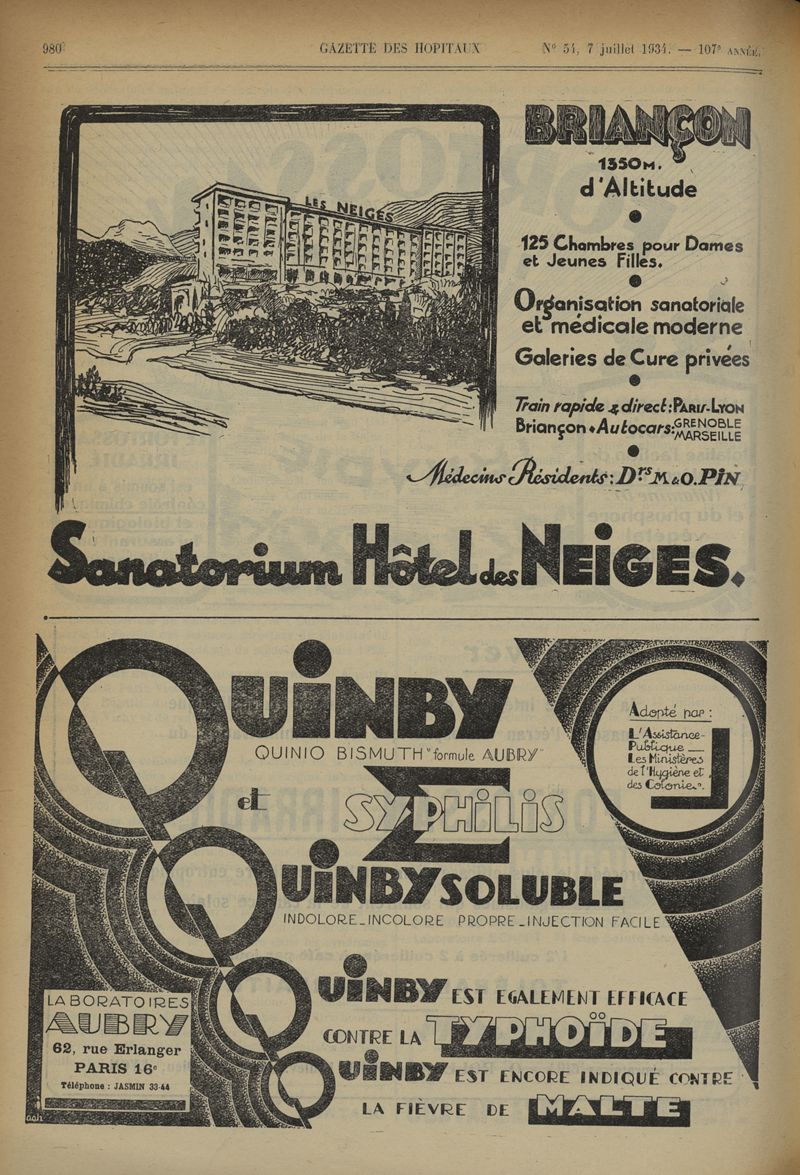 980
GAZETTE DES HOPITAUX
N° 54, 7 juillet 1934. — 107e ANNÉE.
LES NEIGES
BRIANÇON
1350M.
d'Altitude
125 Chambres pour Dames
et Jeunes Filles.
Organisation sanatoriale
et médicale moderne
Galeries de Cure privées
Train rapide & direct: PARIS-LYON
Briançon • Autocars: GRENOBLE
MARSEILLE
Médecins Résidents: Drs M. & O. PIN
Sanatorium Hôtel des NEIGES.
QUINBY
QUINIO BISMUTH "formule AUBRY"
et
SYPHILIS
QUINBY SOLUBLE
INDOLORE_INCOLORE PROPRE_INJECTION FACILE
Adopté par :
L'Assistance-
Publique —
Les Ministères
de l'Hygiène et
des Colonies.
QUINBY EST EGALEMENT EFFICACE
CONTRE LA TYPHOÏDE
QUINBY EST ENCORE INDIQUÉ CONTRE
LA FIÈVRE DE MALTE
LABORATOIRES
AUBRY
62, rue Erlanger
PARIS 16e
Téléphone : JASMIN 33-44